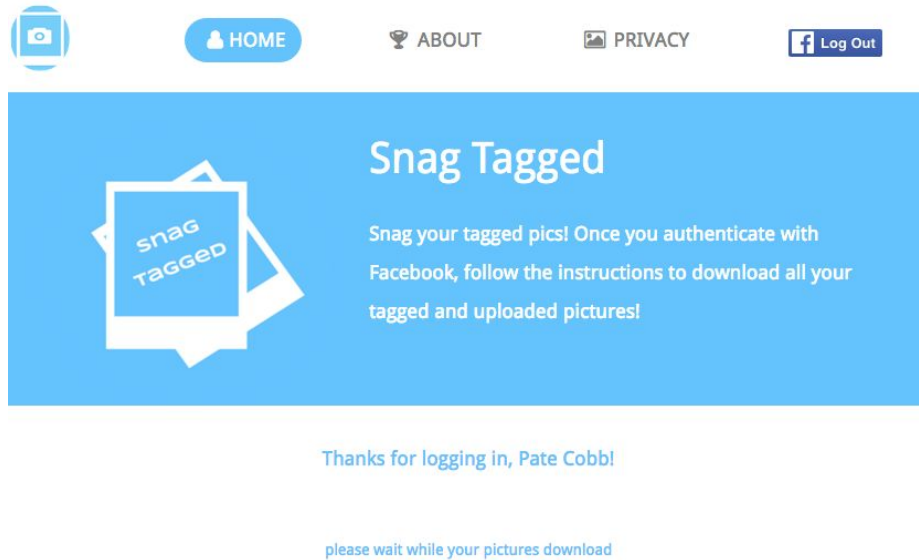 HOME
ABOUT
PRIVACY
f Log Out
snag
Tagged
Snag Tagged
Snag your tagged pics! Once you authenticate with
Facebook, follow the instructions to download all your
tagged and uploaded pictures!
Thanks for logging in, Pate Cobb!
please wait while your pictures download